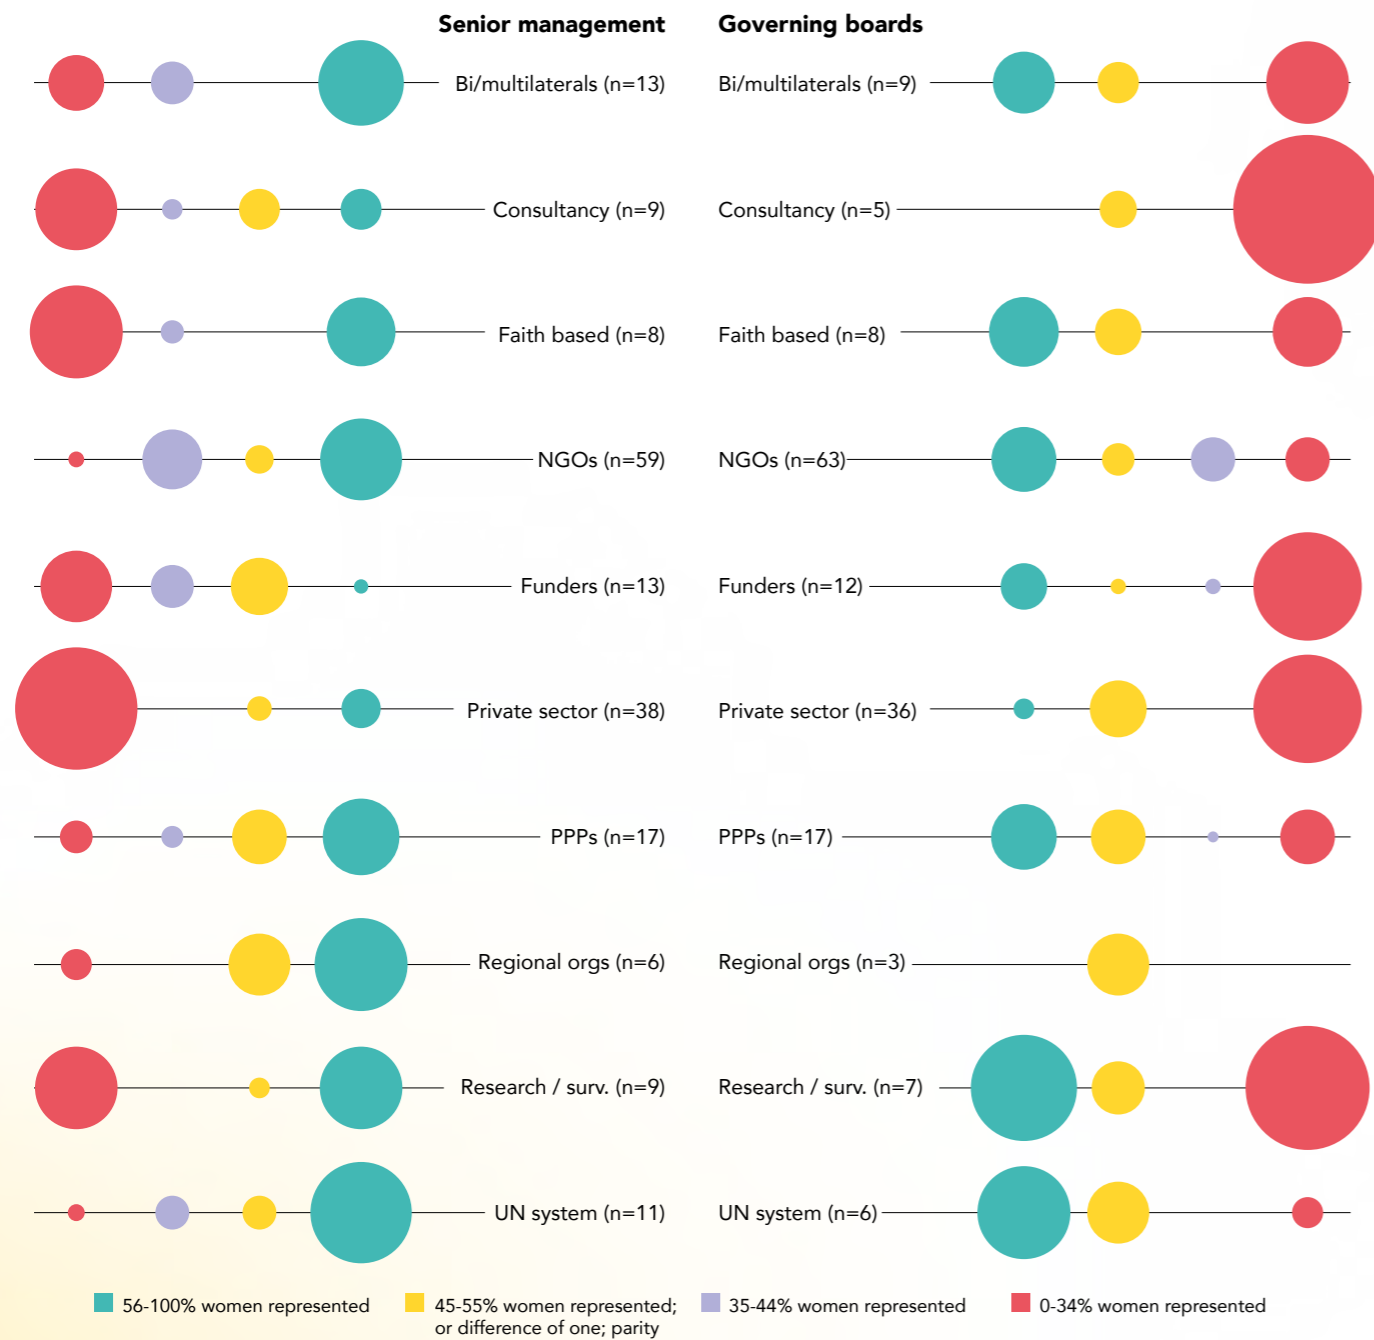 Senior management
Governing boards
Bi/multilaterals (n=13)
Bi/multilaterals (n=9)
Consultancy (n=9)
Consultancy (n=5)
Faith based (n=8)
Faith based (n=8)
NGOs (n=59)
NGOs (n=63)
Funders (n=13)
Funders (n=12)
Private sector (n=38)
Private sector (n=36)
PPPs (n=17)
PPPs (n=17)
Regional orgs (n=6)
Regional orgs (n=3)
Research / surv. (n=9)
Research / surv. (n=7)
UN system (n=11)
UN system (n=6)
56-100% women represented
45-55% women represented;
or difference of one; parity
35-44% women represented
0-34% women represented